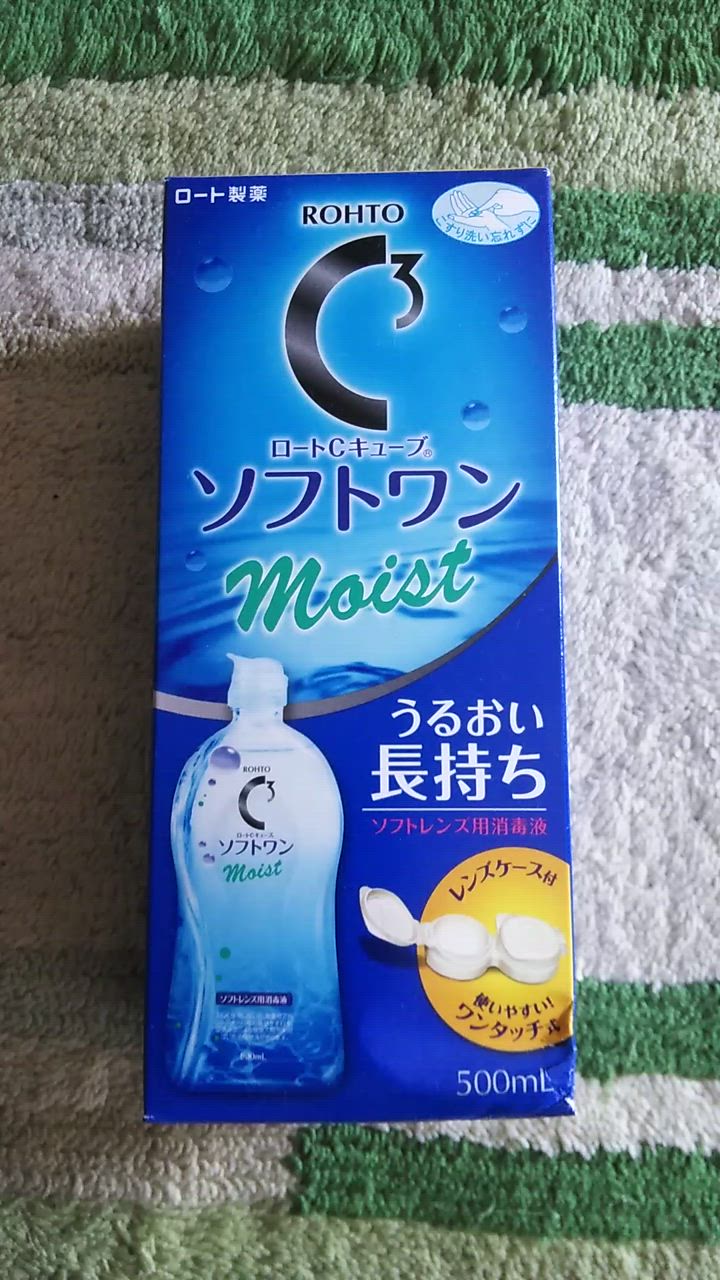 ロート製薬
ROHTO
こすり洗い忘れずに
C3
ロートCキューブ®
ソフトワン
moist
うるおい
長持ち
ソフトレンズ用消毒液
レンズケース付
使いやすい!
ワンタッチ式
500mL
ROHTO
C3
ロートCキューブ
ソフトワン
moist
ソフトレンズ用消毒液
500mL